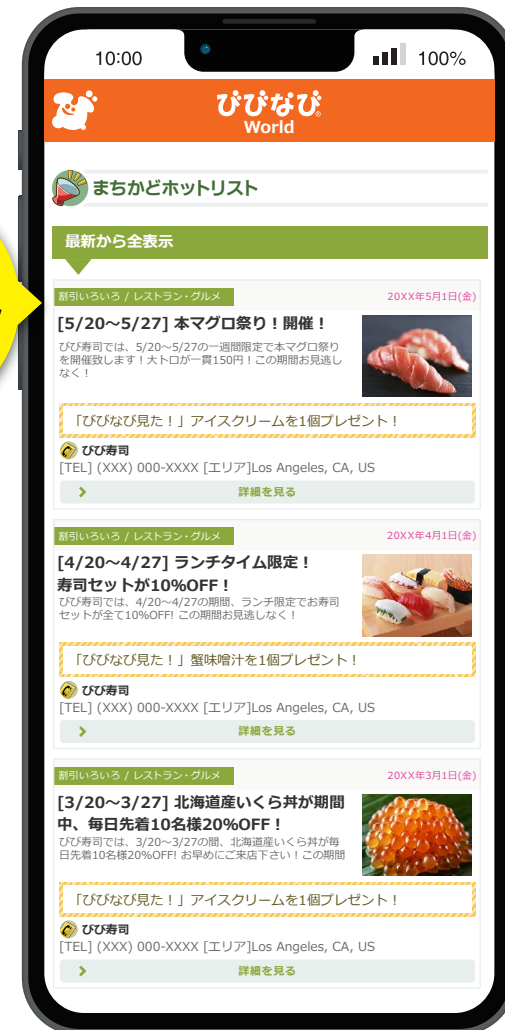 10:00
100%
びびなび
World
まちかどホットリスト
最新から全表示
割引いろいろ / レストラン・グルメ
20XX年5月1日(金)
[5/20～5/27] 本マグロ祭り！開催！
びび寿司では、5/20～5/27の一週間限定で本マグロ祭り
を開催致します！大トロが一貫150円！この期間お見逃し
なく！
「びびなび見た！」アイスクリームを1個プレゼント！
びび寿司
[TEL] (XXX) 000-XXXX [エリア]Los Angeles, CA, US
詳細を見る
割引いろいろ / レストラン・グルメ
20XX年4月1日(金)
[4/20～4/27] ランチタイム限定！
寿司セットが10%OFF！
びび寿司では、4/20～4/27の期間、ランチ限定でお寿司
セットが全て10%OFF! この期間お見逃しなく！
「びびなび見た！」蟹味噌汁を1個プレゼント！
びび寿司
[TEL] (XXX) 000-XXXX [エリア]Los Angeles, CA, US
詳細を見る
割引いろいろ / レストラン・グルメ
20XX年3月1日(金)
[3/20～3/27] 北海道産いくら丼が期間
中、毎日先着10名様20%OFF！
びび寿司では、3/20～3/27の間、北海道産いくら丼が毎
日先着10名様20%OFF! お早めにご来店下さい！この期間
「びびなび見た！」アイスクリームを1個プレゼント！
びび寿司
[TEL] (XXX) 000-XXXX [エリア]Los Angeles, CA, US
詳細を見る